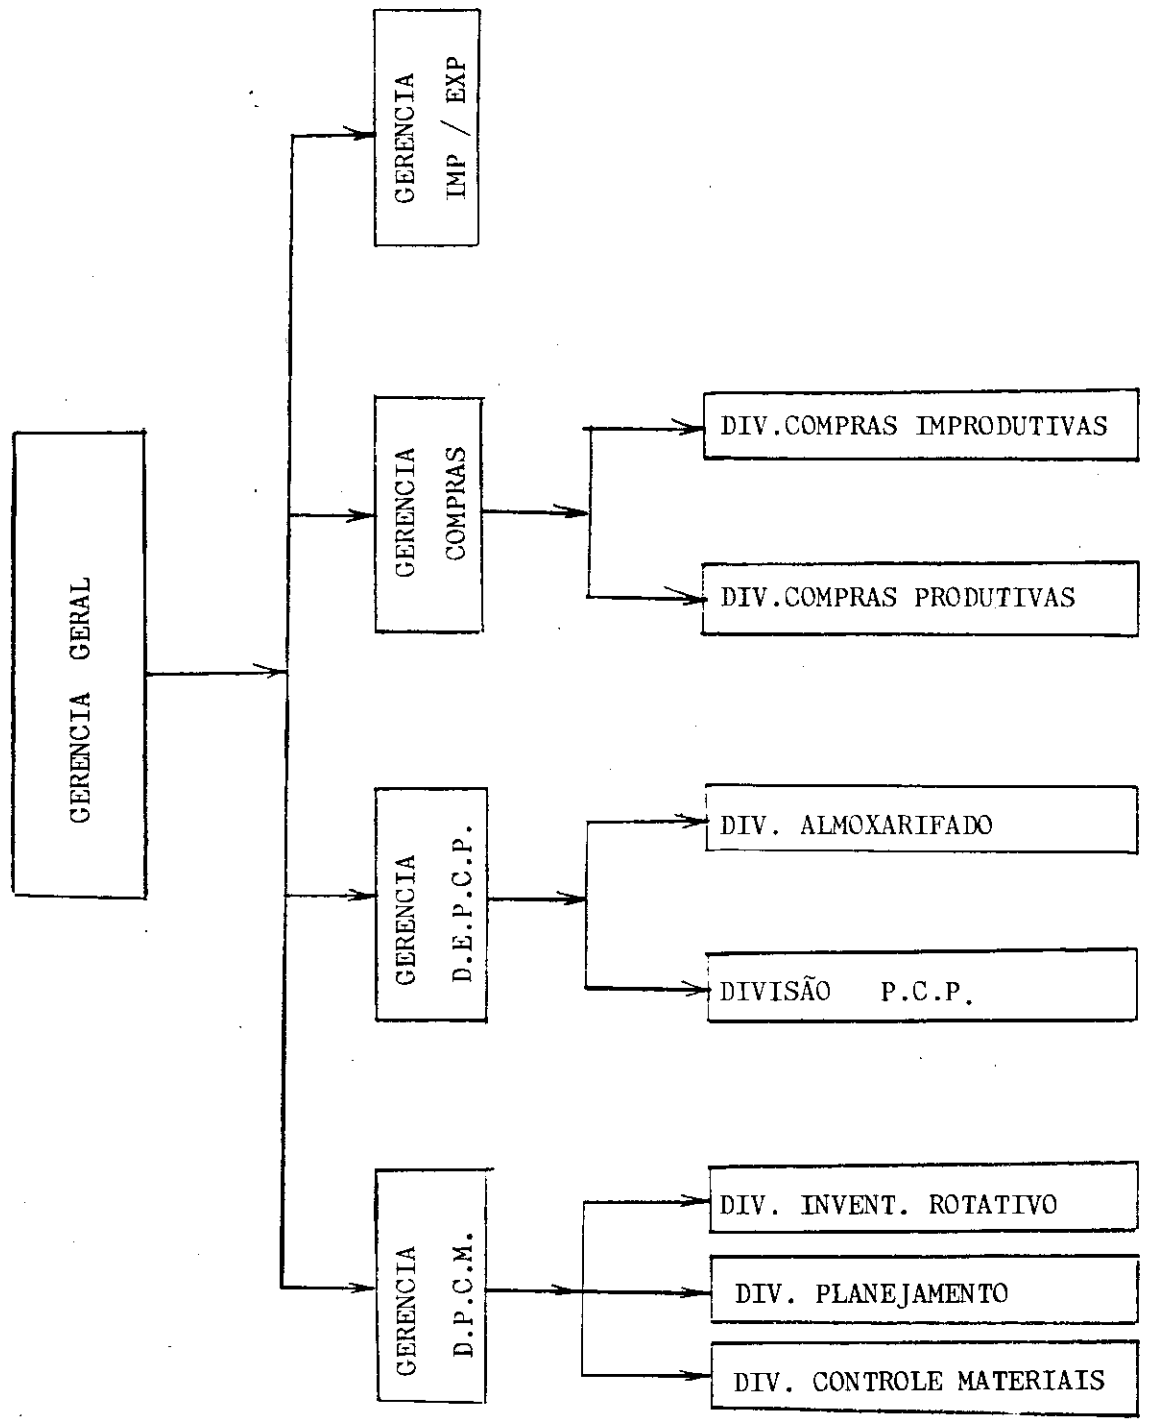 GERENCIA GERAL
GERENCIA
IMP / EXP
GERENCIA
COMPRAS
DIV.COMPRAS IMPRODUTIVAS
DIV.COMPRAS PRODUTIVAS
GERENCIA
D.E.P.C.P.
DIV. ALMOXARIFADO
DIVISÃO P.C.P.
GERENCIA
D.P.C.M.
DIV. INVENT. ROTATIVO
DIV. PLANEJAMENTO
DIV. CONTROLE MATERIAIS